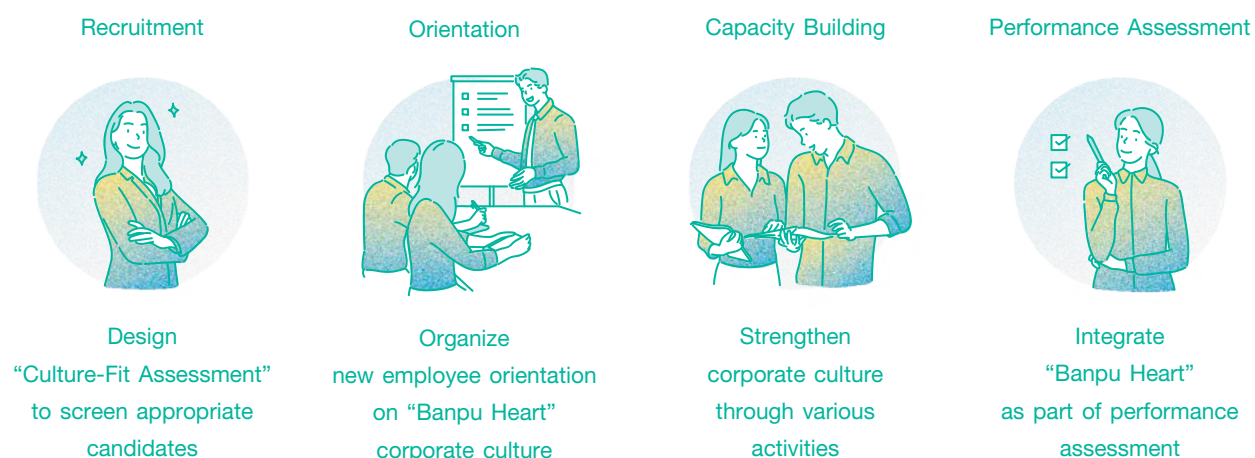 Recruitment
Design
“Culture-Fit Assessment”
to screen appropriate
candidates
Orientation
Organize
new employee orientation
on “Banpu Heart”
corporate culture
Capacity Building
Strengthen
corporate culture
through various
activities
Performance Assessment
Integrate
“Banpu Heart”
as part of performance
assessment